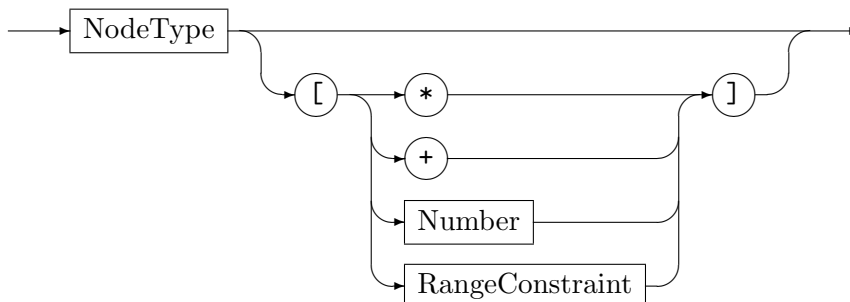 NodeType
[ * ]
+
Number
RangeConstraint